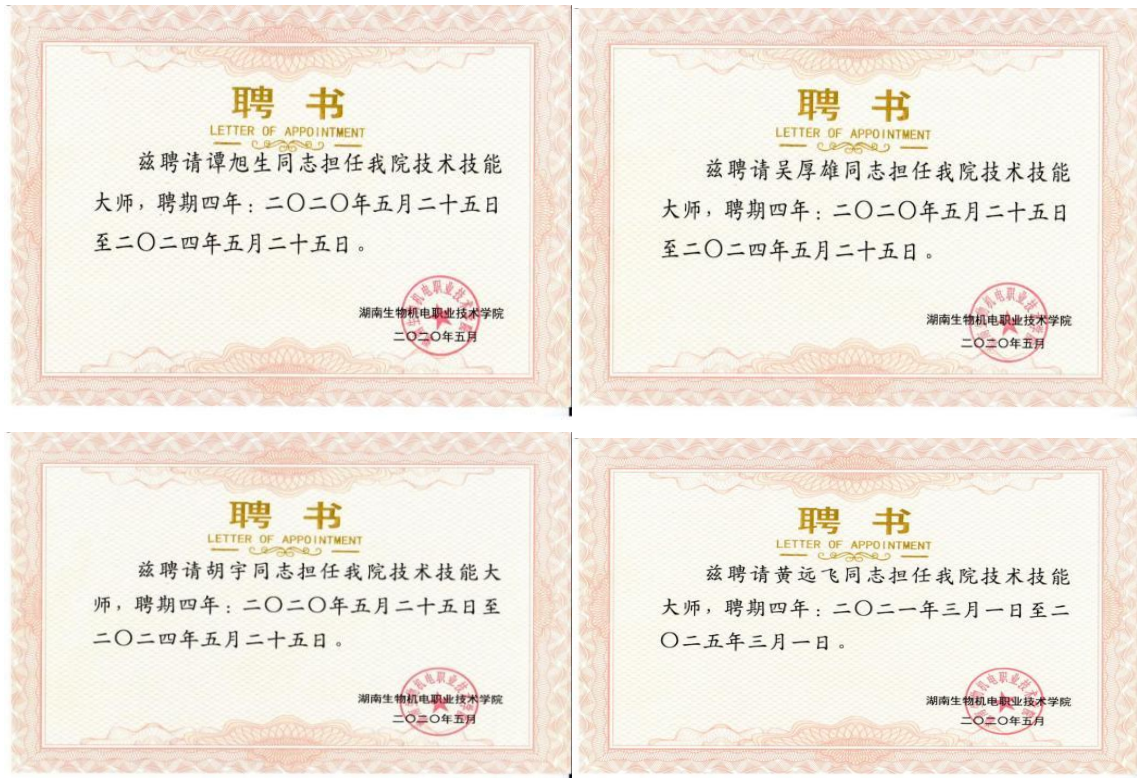 聘 书
LETTER OF APPOINTMENT
兹聘请谭旭生同志担任我院技术技能
大师，聘期四年：二〇二〇年五月二十五日
至二〇二四年五月二十五日。
湖南生物机电职业技术学院
二〇二〇年五月
聘 书
LETTER OF APPOINTMENT
兹聘请吴厚雄同志担任我院技术技能
大师，聘期四年：二〇二〇年五月二十五日
至二〇二四年五月二十五日。
湖南生物机电职业技术学院
二〇二〇年五月
聘 书
LETTER OF APPOINTMENT
兹聘请胡宇同志担任我院技术技能大
师，聘期四年：二〇二〇年五月二十五日至
二〇二四年五月二十五日。
湖南生物机电职业技术学院
二〇二〇年五月
聘 书
LETTER OF APPOINTMENT
兹聘请黄远飞同志担任我院技术技能
大师，聘期四年：二〇二一年三月一日至二
〇二五年三月一日。
湖南生物机电职业技术学院
二〇二〇年五月